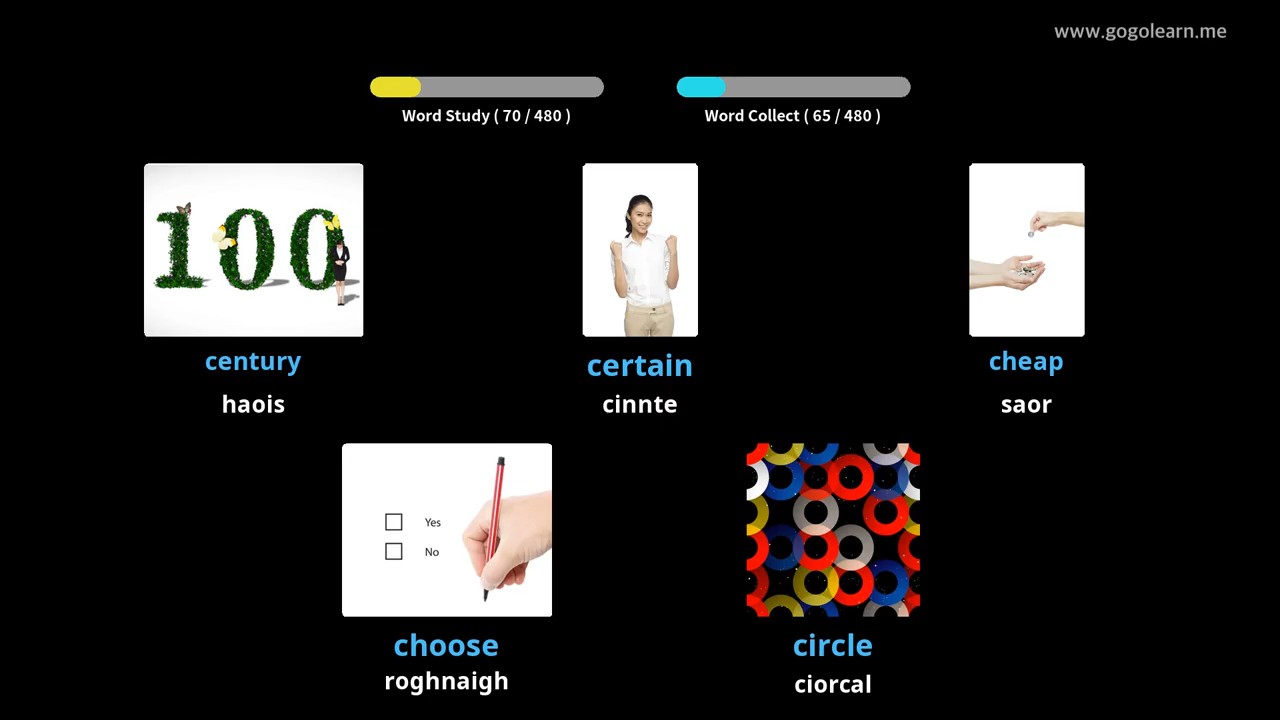 www.gogolearn.me
Word Study ( 70 / 480 )
Word Collect ( 65 / 480 )
100
century
certain
cheap
haois
cinnte
saor
Yes
No
choose
circle
roghnaigh
ciorcal